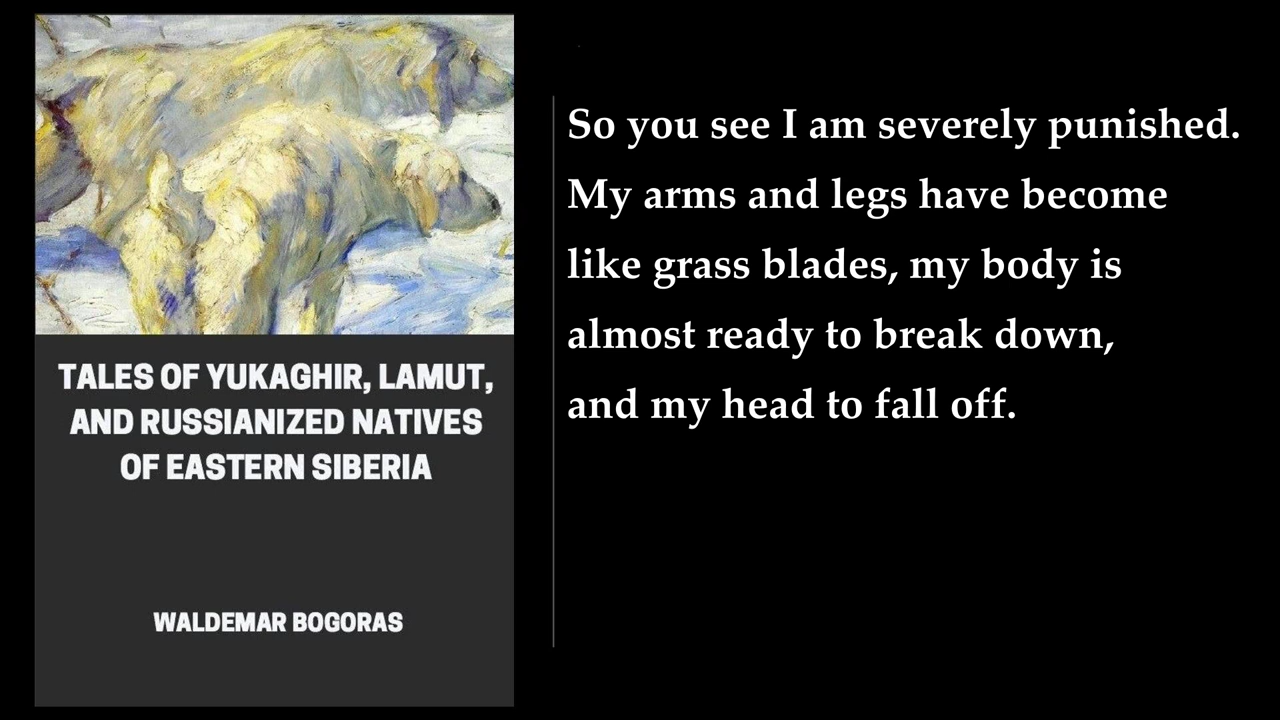 TALES OF YUKAGHIR, LAMUT,
AND RUSSIANIZED NATIVES
OF EASTERN SIBERIA
WALDEMAR BOGORAS
So you see I am severely punished.
My arms and legs have become
like grass blades, my body is
almost ready to break down,
and my head to fall off.